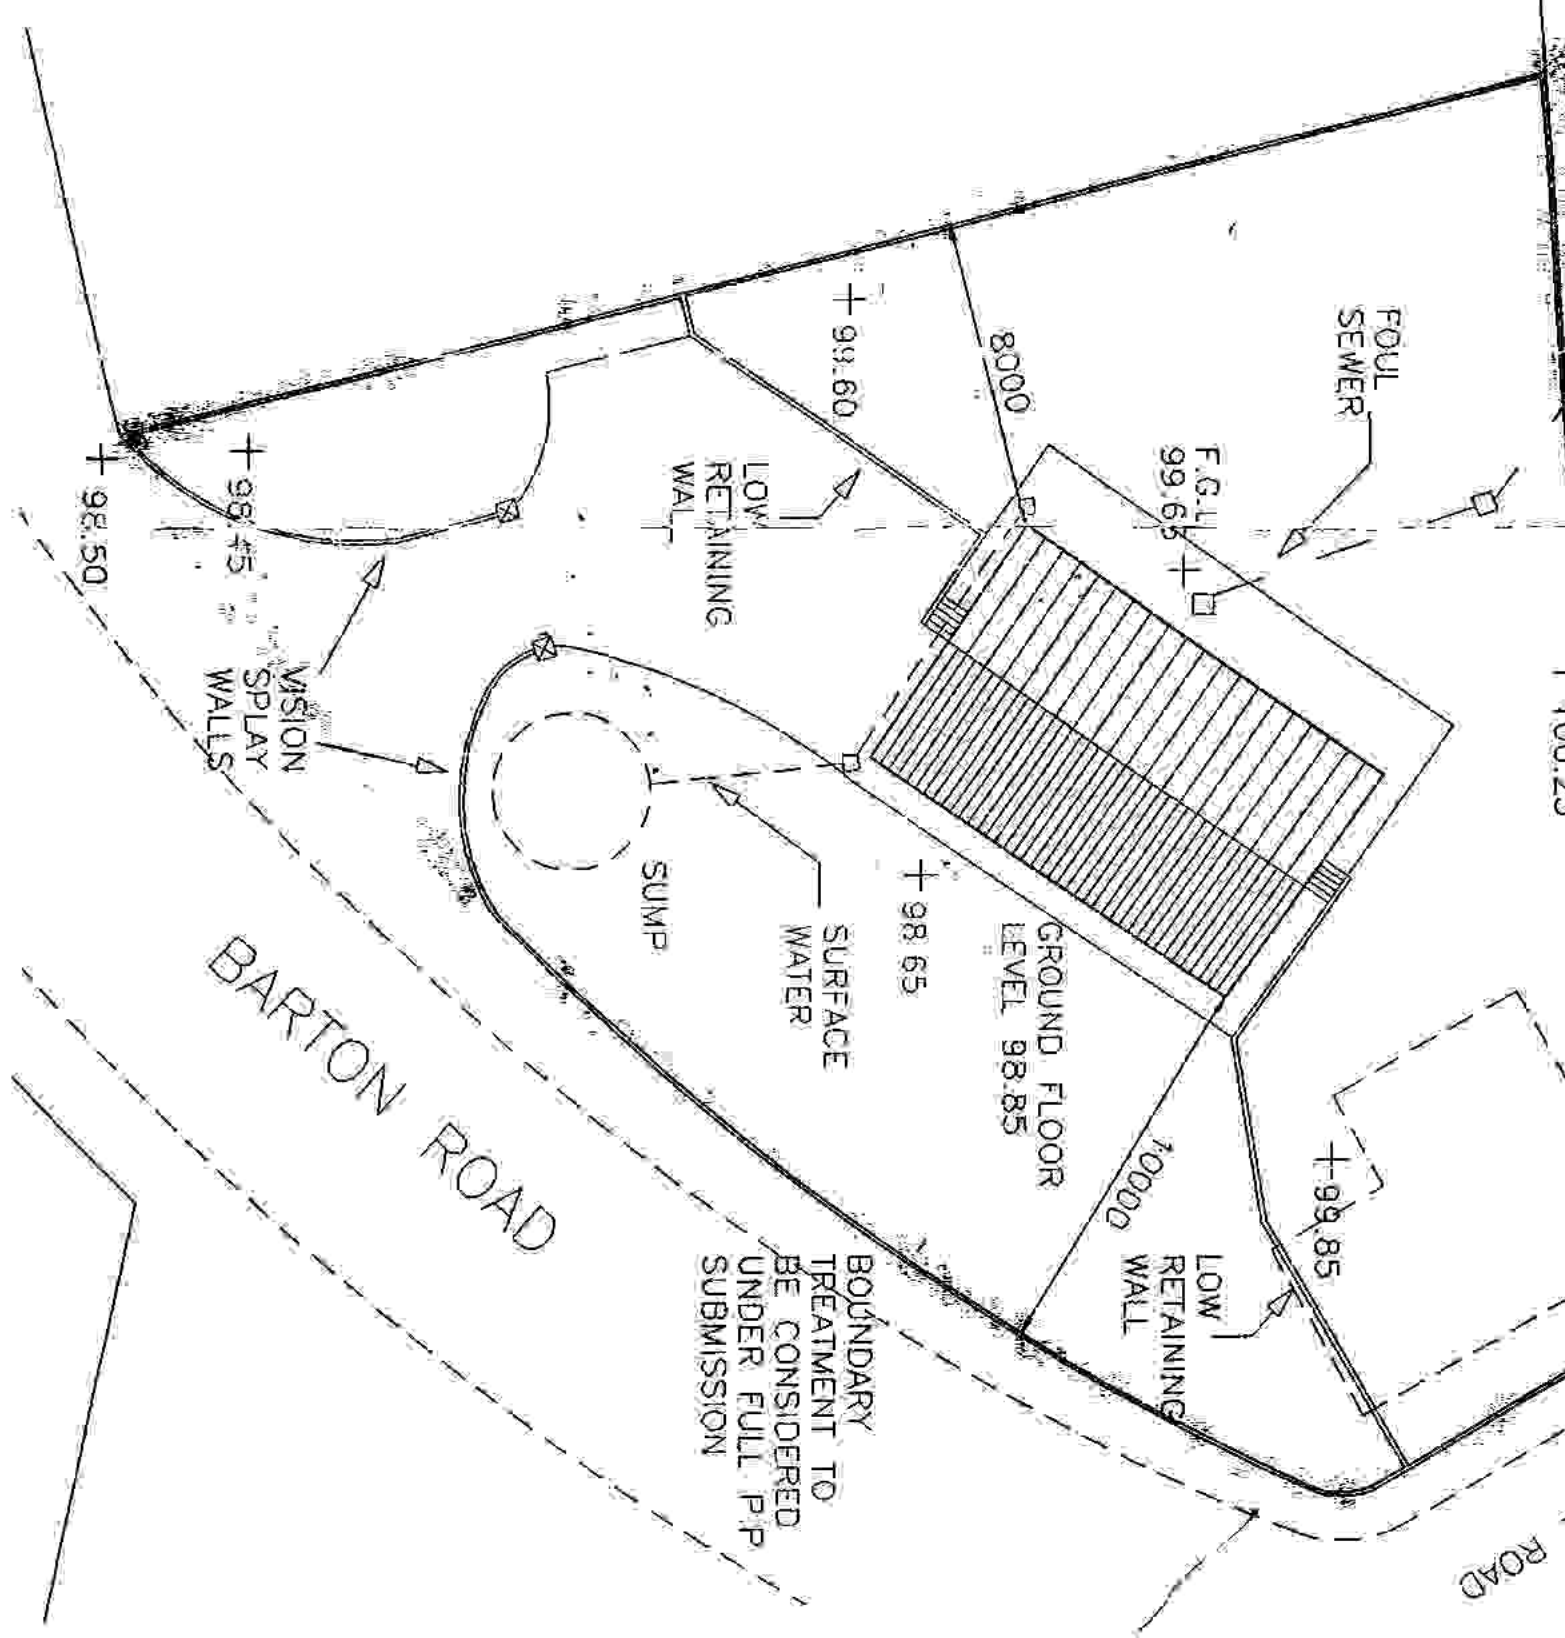 FOUL
SEWER
8000
99.60
F.G.L
99.65
LOW
RETAINING
WALL
98.45
98.50
VISION
SPLAY
WALLS
SUMP
SURFACE
WATER
98.65
GROUND FLOOR
LEVEL 98.85
10000
99.85
LOW
RETAINING
WALL
BARTON ROAD
BOUNDARY
TREATMENT TO
BE CONSIDERED
UNDER FULL P.P
SUBMISSION
ROAD